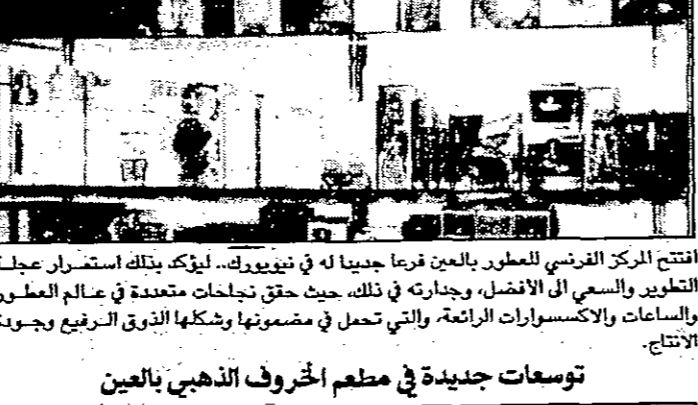 افتتح المركز الفرنسي للعطور بالعين فرعا جديدا له في نيويورك.. ليؤكد بذلك استمرار عجلـة
التطوير والسعي الى الأفضل، وجدارته في ذلك، حيث حقق نجاحات متعددة في عالم العطور
والساعات والاكسسوارات الرائعة، والتي تحمل في مضمونها وشكلها الذوق الرفيع وجودة
الانتاج.
توسعات جديدة في مطعم الخروف الذهبي بالعين